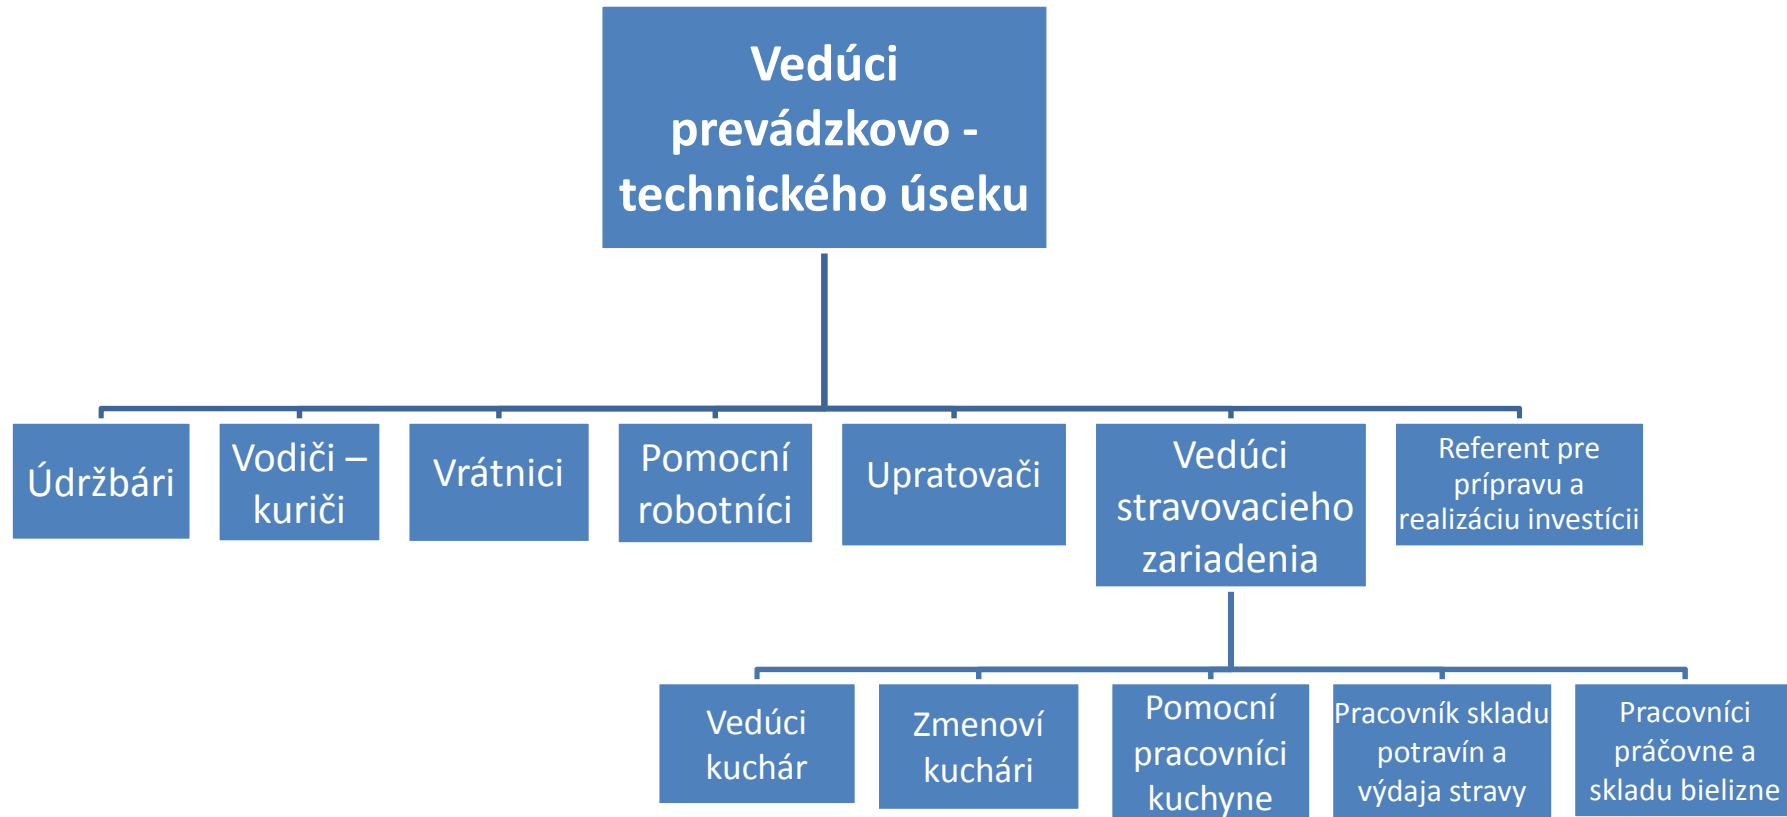 Vedúci
prevádzkovo -
technického úseku
Údržbári
Vodiči –
kuriči
Vrátnici
Pomocní
robotníci
Upratovači
Vedúci
stravovacieho
zariadenia
Referent pre
prípravu a
realizáciu investícii
Vedúci
kuchár
Zmenoví
kuchári
Pomocní
pracovníci
kuchyne
Pracovník skladu
potravín a
výdaja stravy
Pracovníci
práčovne a
skladu bielizne